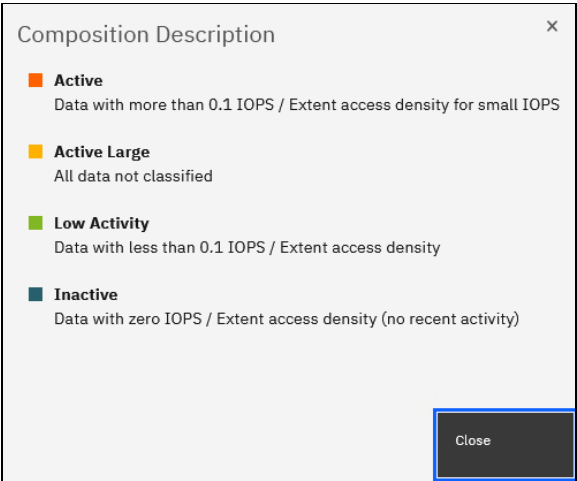 Composition Description
×
Active
Data with more than 0.1 IOPS / Extent access density for small IOPS
Active Large
All data not classified
Low Activity
Data with less than 0.1 IOPS / Extent access density
Inactive
Data with zero IOPS / Extent access density (no recent activity)
Close